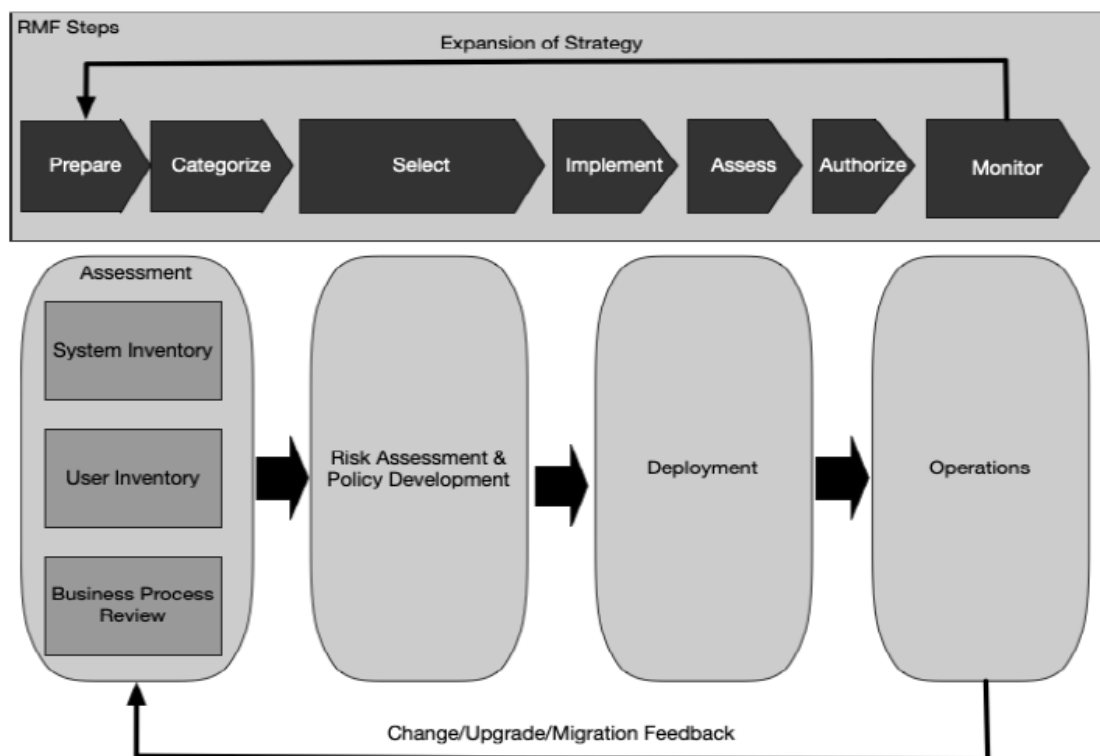 RMF Steps
Expansion of Strategy
Prepare
Categorize
Select
Implement
Assess
Authorize
Monitor
Assessment
System Inventory
User Inventory
Business Process
Review
Risk Assessment &
Policy Development
Deployment
Operations
Change/Upgrade/Migration Feedback